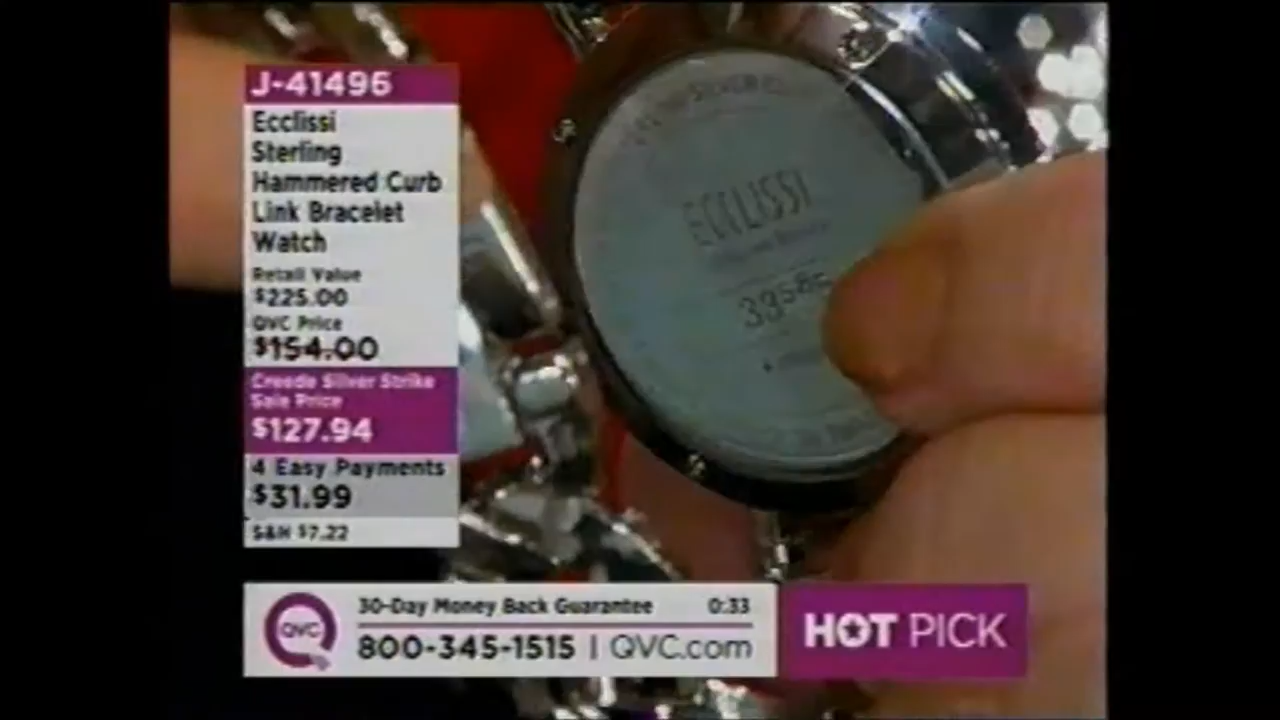 J-41496
Ecclissi
Sterling
Hammered Curb
Link Bracelet
Watch
Retail Value
$225.00
QVC Price
$154.00
Creede Silver Strike
Sale Price
$127.94
4 Easy Payments
$31.99
S&H $7.22
ECCLISSI
33585
QVC
30-Day Money Back Guarantee 0:33
800-345-1515 | QVC.com
HOT PICK